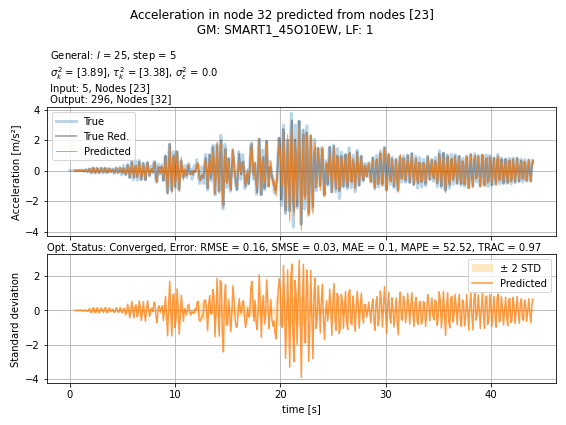 Acceleration in node 32 predicted from nodes [23]
GM: SMART1_45O10EW, LF: 1
General: l = 25, step = 5
σ²ₖ = [3.89], τ²ₖ = [3.38], σ²ε = 0.0
Input: 5, Nodes [23]
Output: 296, Nodes [32]
Acceleration [m/s²]
4
2
0
−2
−4
True
True Red.
Predicted
Opt. Status: Converged, Error: RMSE = 0.16, SMSE = 0.03, MAE = 0.1, MAPE = 52.52, TRAC = 0.97
Standard deviation
2
0
−2
−4
± 2 STD
Predicted
0 10 20 30 40
time [s]